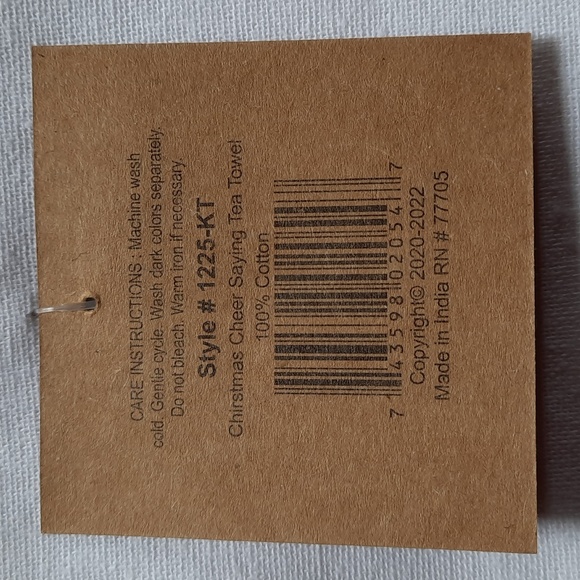 CARE INSTRUCTIONS : Machine wash
cold. Gentle cycle. Wash dark colors separately.
Do not bleach. Warm iron if necessary
Style # 1225-KT
Chirstmas Cheer Saying Tea Towel
100% Cotton
7 43598 02054 7
Copyright© 2020-2022
Made in India RN # 77705